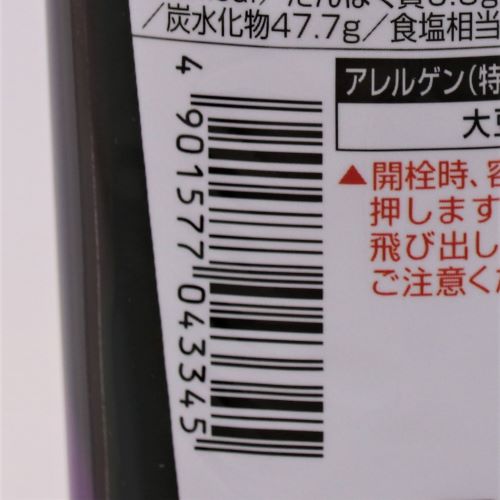 /炭水化物47.7g/食塩相当
アレルゲン(特
大豆
▲開栓時、容
押します
飛び出し
ご注意くだ
4 901577 043345